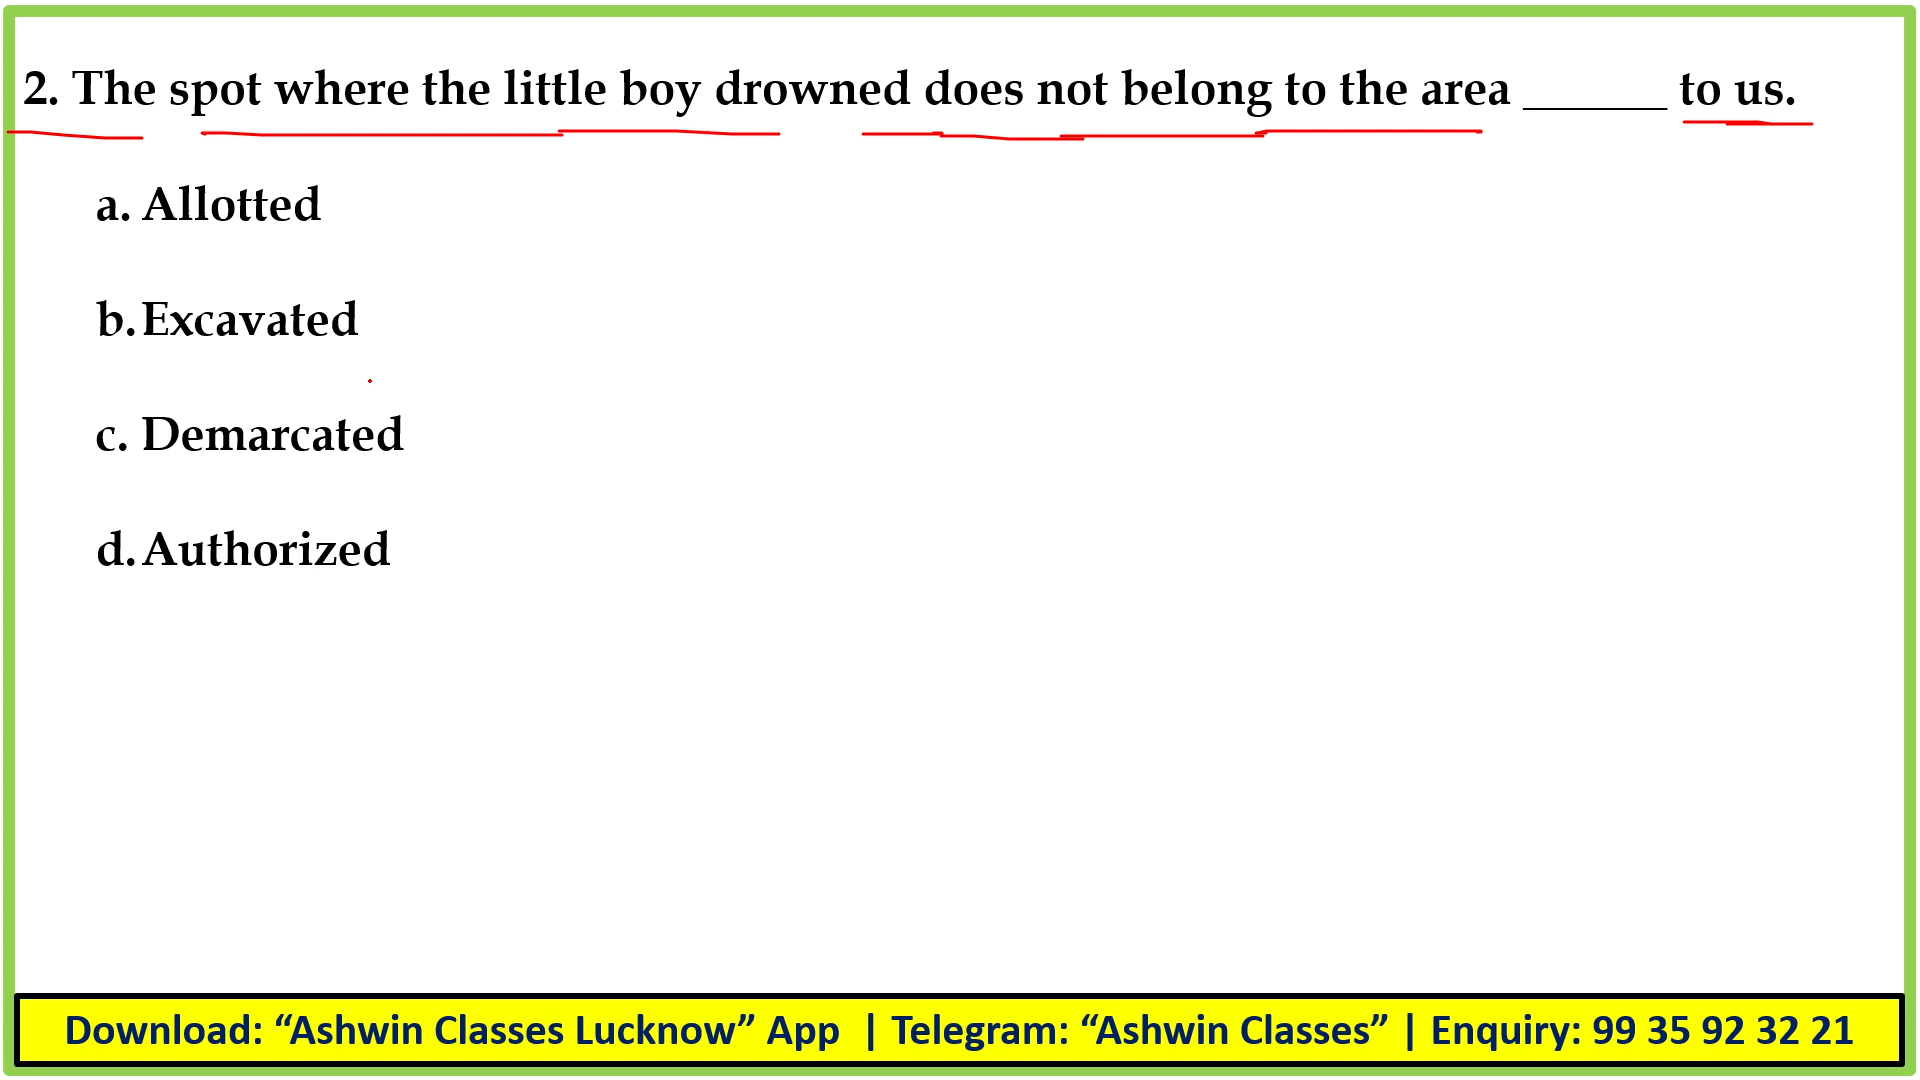 2. The spot where the little boy drowned does not belong to the area ______ to us.
a. Allotted
b. Excavated
c. Demarcated
d. Authorized
Download: “Ashwin Classes Lucknow” App | Telegram: “Ashwin Classes” | Enquiry: 99 35 92 32 21